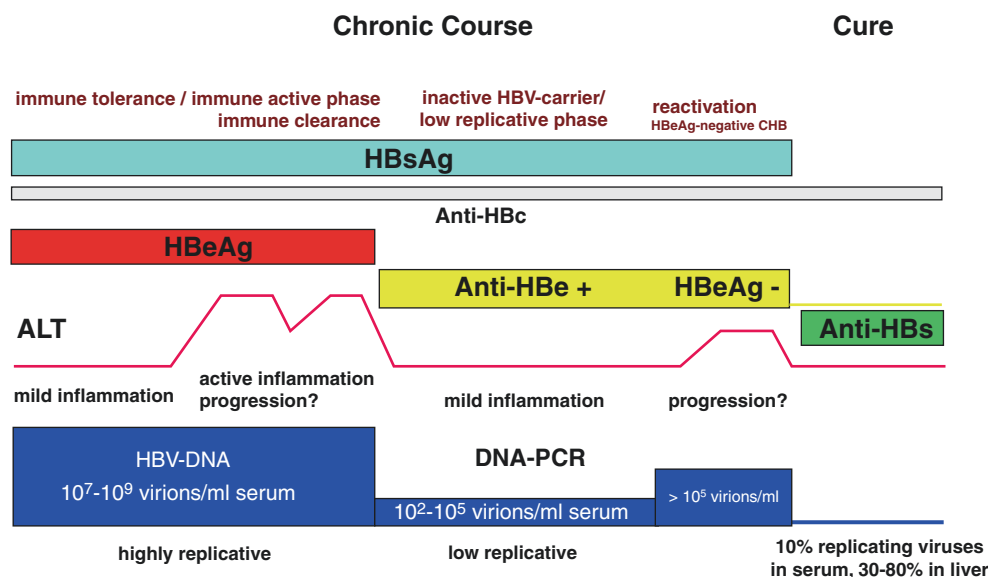 Chronic Course
Cure
immune tolerance / immune active phase
immune clearance
inactive HBV-carrier/
low replicative phase
reactivation
HBeAg-negative CHB
HBsAg
Anti-HBc
HBeAg
Anti-HBe +
HBeAg -
ALT
Anti-HBs
mild inflammation
active inflammation
progression?
mild inflammation
progression?
HBV-DNA
10⁷-10⁹ virions/ml serum
DNA-PCR
10²-10⁵ virions/ml serum
> 10⁵ virions/ml
highly replicative
low replicative
10% replicating viruses
in serum, 30-80% in liver